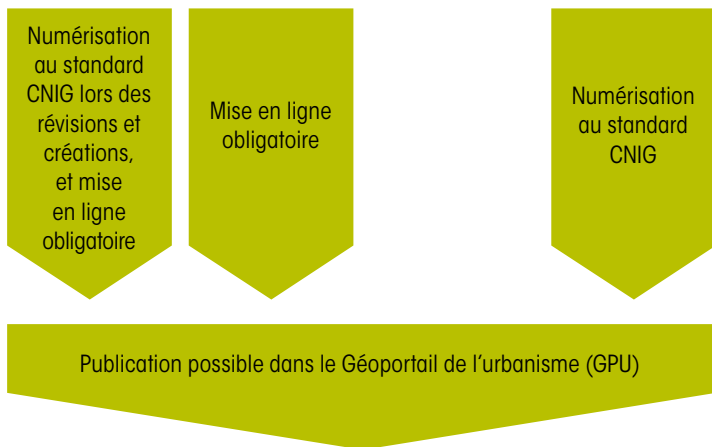 Numérisation
au standard
CNIG lors des
révisions et
créations,
et mise
en ligne
obligatoire
Mise en ligne
obligatoire
Numérisation
au standard
CNIG
Publication possible dans le Géoportail de l’urbanisme (GPU)